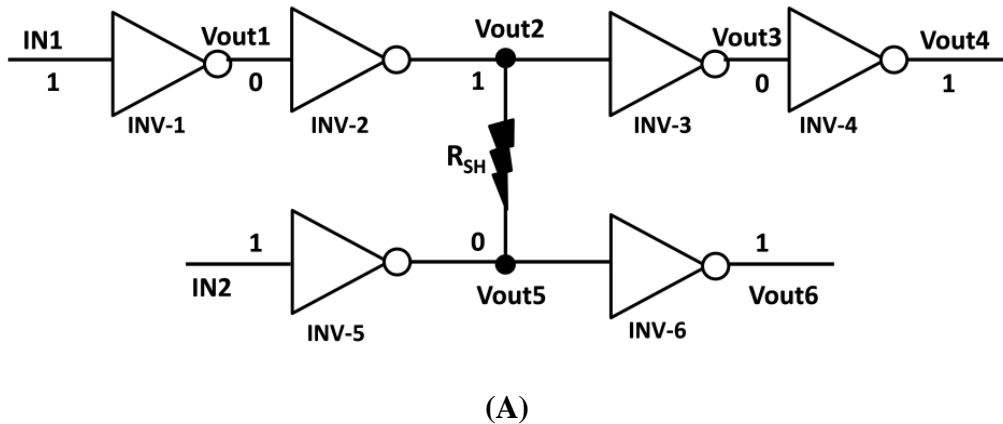 IN1 Vout1 Vout2 Vout3 Vout4
1 0 1 0 1
INV-1 INV-2 INV-3 INV-4
RSH
1 0 1
IN2 Vout5 Vout6
INV-5 INV-6
(A)